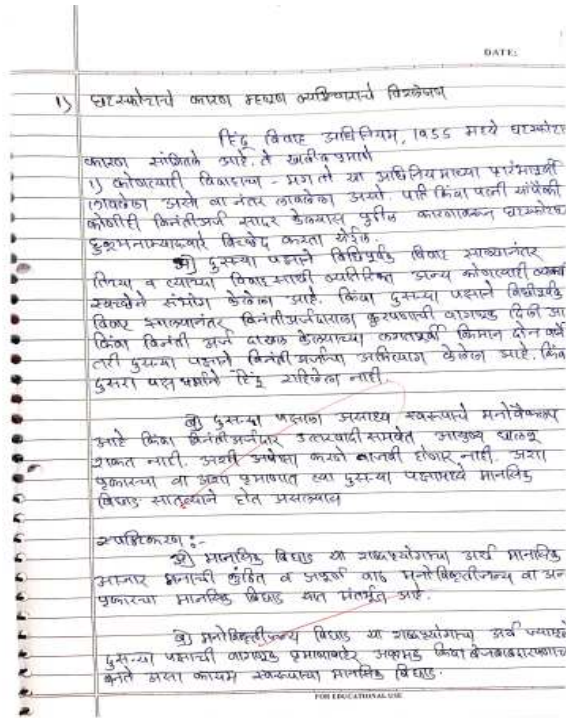 DATE:
1) घटस्फोटाचे कारण म्हणून व्यभिचाराचे विश्लेषण
हिंदू विवाह अधिनियम, 1955 मध्ये घटस्फोटाच
कारण सांगितले आहे. ते खालीलप्रमाणे
1) कोणत्याही विवाहाचा - मग तो या अधिनियमाच्या प्रारंभापूर्वी
लावलेला असो वा नंतर लावलेला असो. पति किंवा पत्नी यांपैकी
कोणीही विनंतीअर्ज सादर केल्यास पुढील कारणावरून घटस्फोटाच
हुकूमनाम्याद्वारे विच्छेद करता येईल.
अ) दुसऱ्या पक्षाने विधिपूर्वक विवाह झाल्यानंतर
तिच्या व त्याच्या विवाहसाथी व्यतिरिक्त अन्य कोणत्याही व्यक्ती
स्वेच्छेने संभोग केलेला आहे. किंवा दुसऱ्या पक्षाने विधीपूर्वक
विवाह झाल्यानंतर विनंतीअर्जदाराला क्रुरपणाची वागणूक दिली आ
किंवा विनंती अर्ज दाखल केल्याच्या लगतपूर्वी किमान दोन वर्षे
तरी दुसऱ्या पक्षाने विनंतीअर्जाचा अभित्याग केलेला आहे. किंवा
दुसरा पक्ष धर्माने हिंदू राहिलेला नाही.
ब) दुसऱ्या पक्षाला असाध्य स्वरूपाचे मनोवैकल्य
आहे किंवा विनंतीअर्जदार उत्तरवादी समवेत आयुष्य घालवू
शकत नाही. अशी अपेक्षा करणे वाजवी होणार नाही. अशा
प्रकारचा वा अशा प्रमाणात त्या दुसऱ्या पक्षामध्ये मानसिक
बिघाड सातत्याने होत असल्यास
स्पष्टिकरण :-
अ) मानसिक बिघाड या शब्दप्रयोगाचा अर्थ मानसिक
आजार मनाची कुंठित व अपूर्ण वाढ मनोविकृतीजन्य वा अन्य
प्रकारचा मानसिक बिघाड यात अंतर्भूत आहे.
ब) मनोविकृतीजन्य बिघाड या शब्दप्रयोगाचा अर्थ ज्यामुळे
दुसऱ्या पक्षाची वागणूक प्रमाणाबाहेर आक्रमक किंवा बेजबाबदारपणाच
बनते असा कायम स्वरूपाचा मानसिक बिघाड.
FOR EDUCATIONAL USE